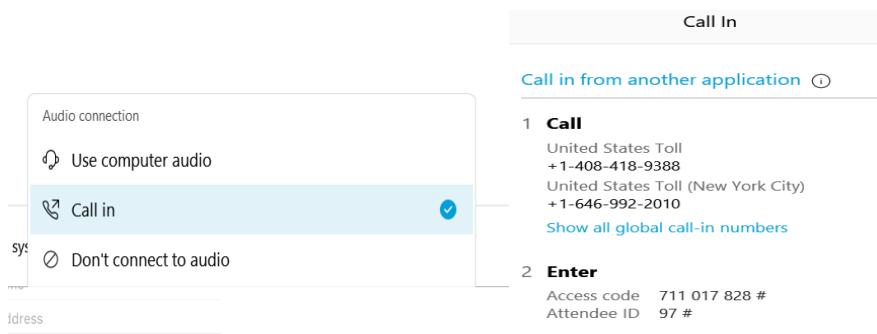 Audio connection
Use computer audio
Call in
Don't connect to audio
sys
ddress
Call In
Call in from another application
1 Call
United States Toll
+1-408-418-9388
United States Toll (New York City)
+1-646-992-2010
Show all global call-in numbers
2 Enter
Access code 711 017 828 #
Attendee ID 97 #